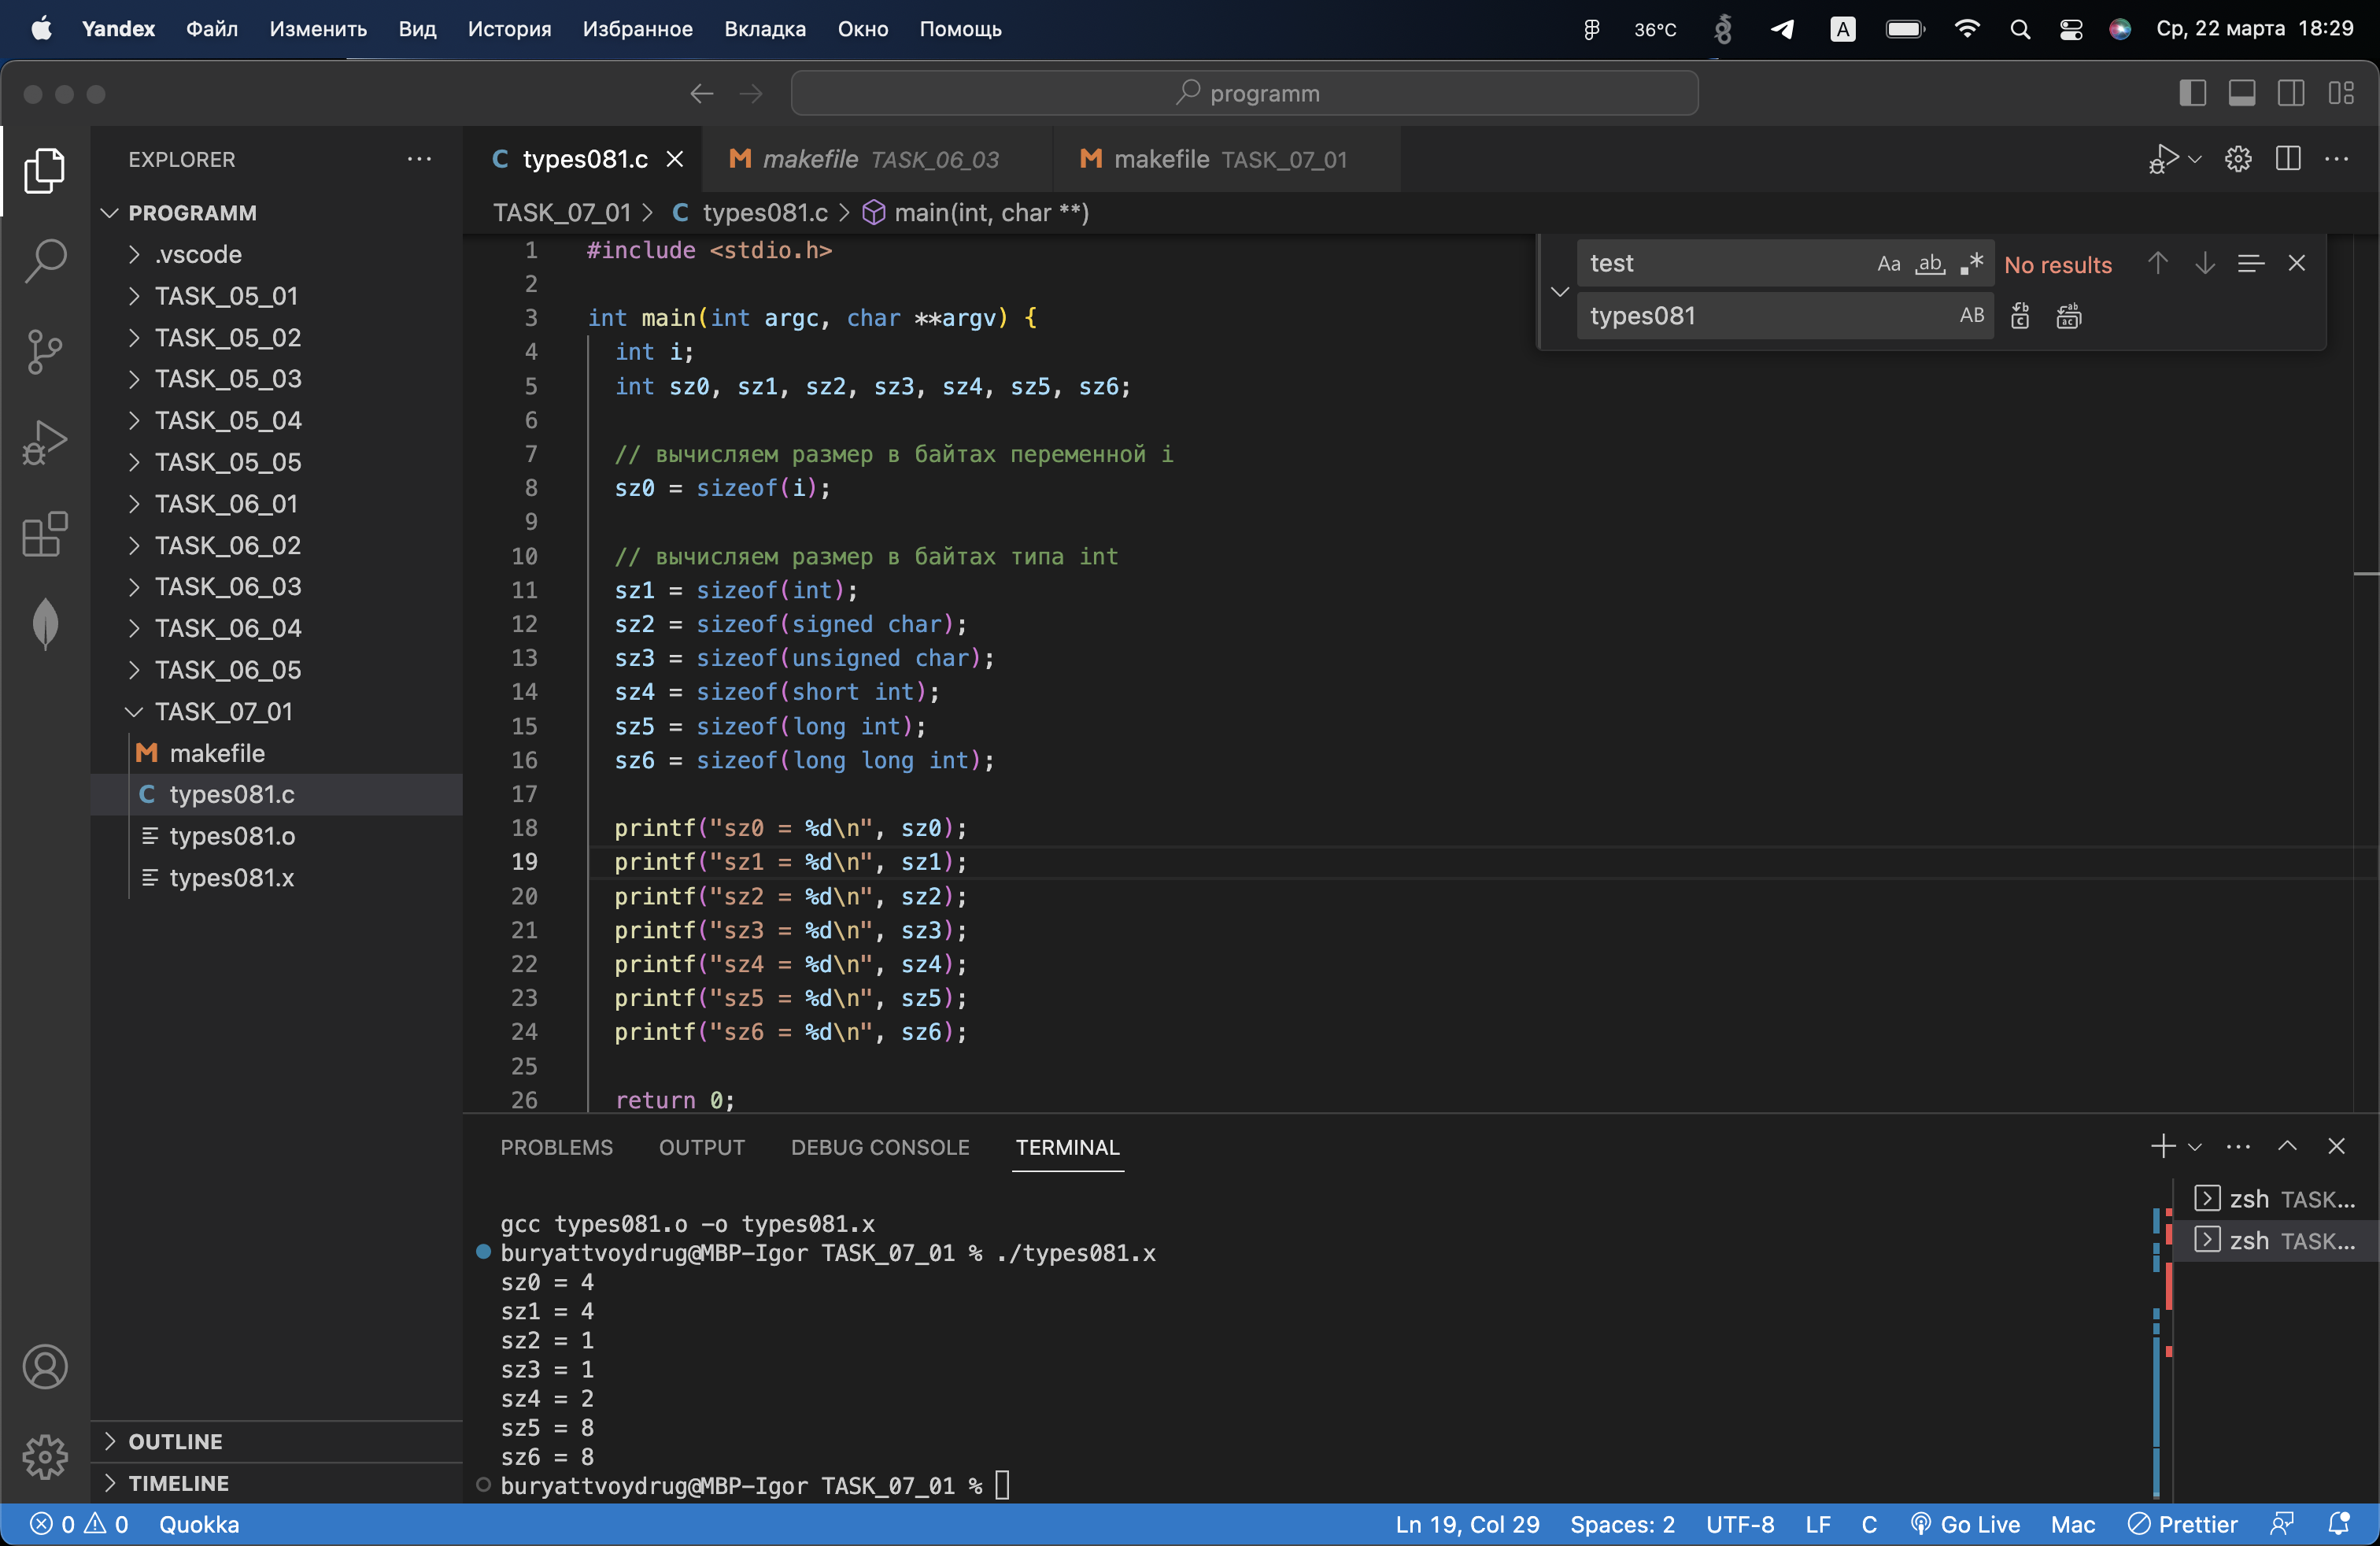 Yandex Файл Изменить Вид История Избранное Вкладка Окно Помощь 36°C A Ср, 22 марта 18:29
programm
EXPLORER
PROGRAMM
.vscode
TASK_05_01
TASK_05_02
TASK_05_03
TASK_05_04
TASK_05_05
TASK_06_01
TASK_06_02
TASK_06_03
TASK_06_04
TASK_06_05
TASK_07_01
M makefile
C types081.c
types081.o
types081.x
OUTLINE
TIMELINE
C types081.c M makefile TASK_06_03 M makefile TASK_07_01
TASK_07_01 > C types081.c > main(int, char **)
test Aa ab No results
types081 AB
1 #include <stdio.h>
2
3 int main(int argc, char **argv) {
4 int i;
5 int sz0, sz1, sz2, sz3, sz4, sz5, sz6;
6
7 // вычисляем размер в байтах переменной i
8 sz0 = sizeof(i);
9
10 // вычисляем размер в байтах типа int
11 sz1 = sizeof(int);
12 sz2 = sizeof(signed char);
13 sz3 = sizeof(unsigned char);
14 sz4 = sizeof(short int);
15 sz5 = sizeof(long int);
16 sz6 = sizeof(long long int);
17
18 printf("sz0 = %d\n", sz0);
19 printf("sz1 = %d\n", sz1);
20 printf("sz2 = %d\n", sz2);
21 printf("sz3 = %d\n", sz3);
22 printf("sz4 = %d\n", sz4);
23 printf("sz5 = %d\n", sz5);
24 printf("sz6 = %d\n", sz6);
25
26 return 0;
PROBLEMS OUTPUT DEBUG CONSOLE TERMINAL
gcc types081.o -o types081.x
buryattvoydrug@MBP-Igor TASK_07_01 % ./types081.x
sz0 = 4
sz1 = 4
sz2 = 1
sz3 = 1
sz4 = 2
sz5 = 8
sz6 = 8
buryattvoydrug@MBP-Igor TASK_07_01 %
zsh TASK...
zsh TASK...
0 0 Quokka Ln 19, Col 29 Spaces: 2 UTF-8 LF C Go Live Mac Prettier